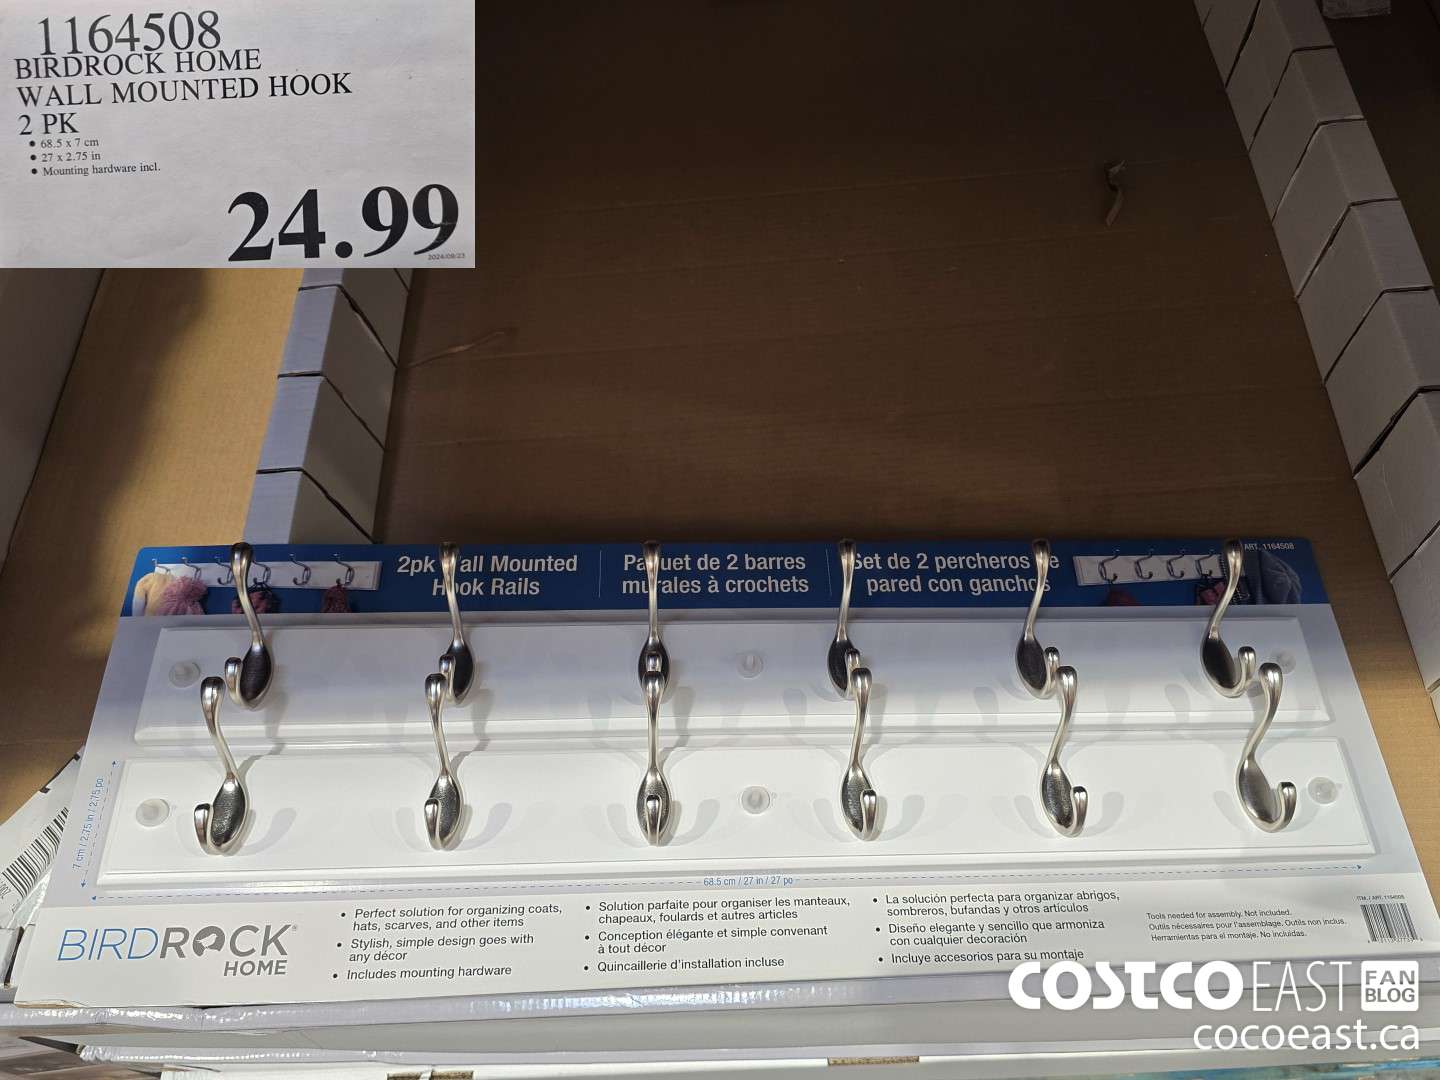 1164508
BIRDROCK HOME
WALL MOUNTED HOOK
2 PK
• 68.5 x 7 cm
• 27 x 2.75 in
• Mounting hardware incl.
24.99
2024/09/23
2pk Wall Mounted
Hook Rails
Paquet de 2 barres
murales à crochets
Set de 2 percheros de
pared con ganchos
ART. 1164508
7 cm / 2.75 in / 2,75 po
68.5 cm / 27 in / 27 po
BIRDROCK®
HOME
• Perfect solution for organizing coats,
hats, scarves, and other items
• Stylish, simple design goes with
any décor
• Includes mounting hardware
• Solution parfaite pour organiser les manteaux,
chapeaux, foulards et autres articles
• Conception élégante et simple convenant
à tout décor
• Quincaillerie d'installation incluse
• La solución perfecta para organizar abrigos,
sombreros, bufandas y otros artículos
• Diseño elegante y sencillo que armoniza
con cualquier decoración
• Incluye accesorios para su montaje
Tools needed for assembly. Not included.
Outils nécessaires pour l'assemblage. Outils non inclus.
Herramientas para el montaje. No incluidas.
ITM. / ART. 1164508
COSTCO EAST FAN
BLOG
cocoeast.ca